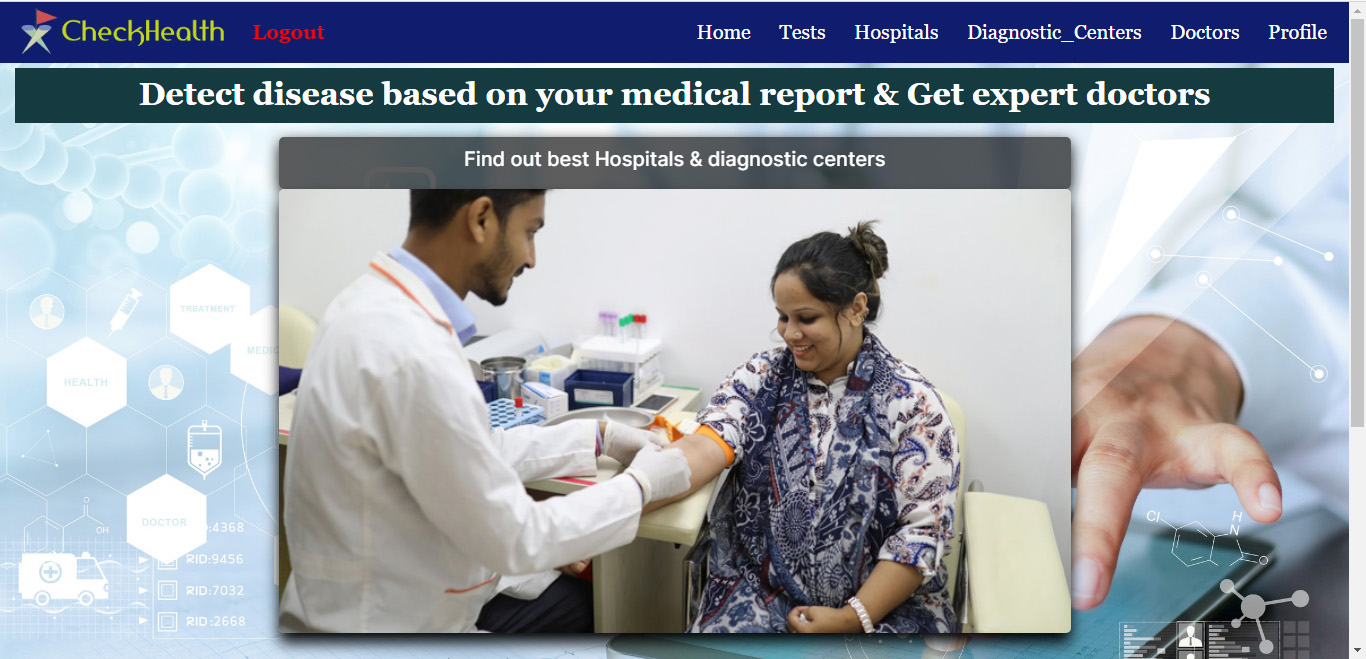 CheckHealth Logout Home Tests Hospitals Diagnostic_Centers Doctors Profile
Detect disease based on your medical report & Get expert doctors
Find out best Hospitals & diagnostic centers
TREATMENT
MEDIC
HEALTH
DOCTOR
:4368
RID:9456
RID:7032
RID:2668
OH
Cl
H
N
O